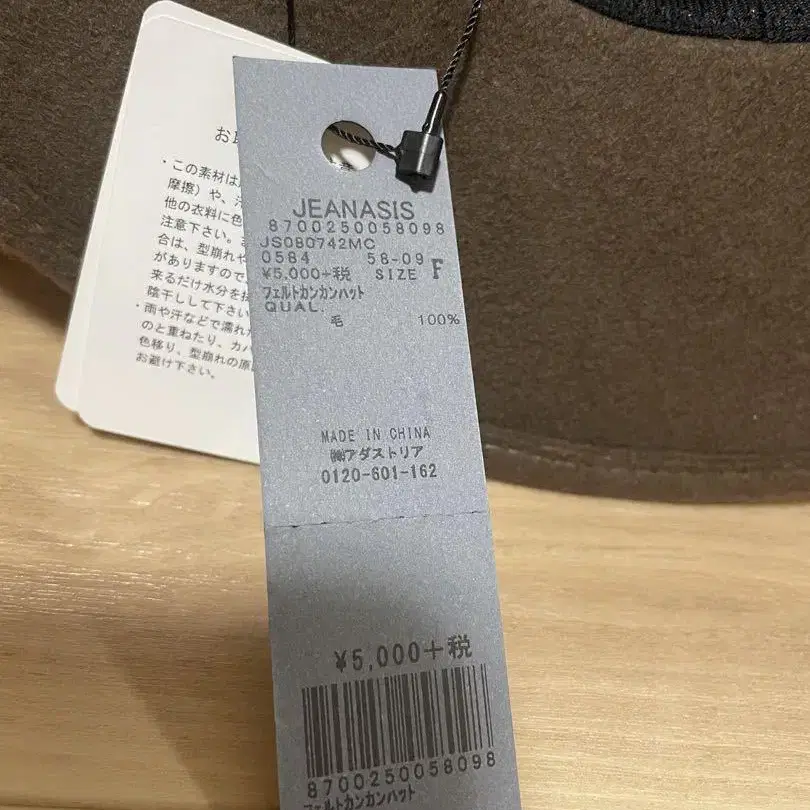 お
・この素材は
摩擦）や、汗
他の衣料に色
注意下さい。
合は、型崩れや
がありますので
来るだけ水分を
陰干しして下さい
・雨や汗などで濡れた
のと重ねたり、カバ
色移り、型崩れの原因
お避け下さい。
JEANASIS
8700250058098
JS080742MC
0584 58-09
¥5,000+税 SIZE F
フェルトカンカンハット
QUAL:
毛 100%
MADE IN CHINA
㈱アダストリア
0120-601-162
¥5,000+税
8700250058098
フェルトカンカンハット